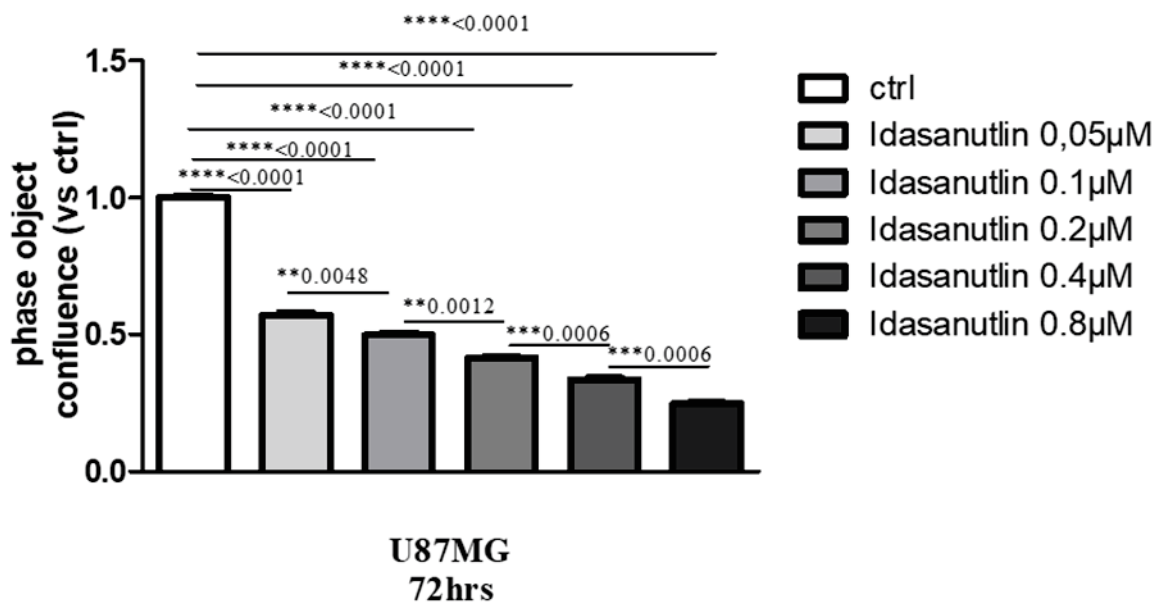 ****<0.0001
****<0.0001
****<0.0001
****<0.0001
****<0.0001
**0.0048
**0.0012
***0.0006
***0.0006
1.5
1.0
0.5
0.0
phase object
confluence (vs ctrl)
ctrl
Idasanutlin 0,05µM
Idasanutlin 0.1µM
Idasanutlin 0.2µM
Idasanutlin 0.4µM
Idasanutlin 0.8µM
U87MG
72hrs